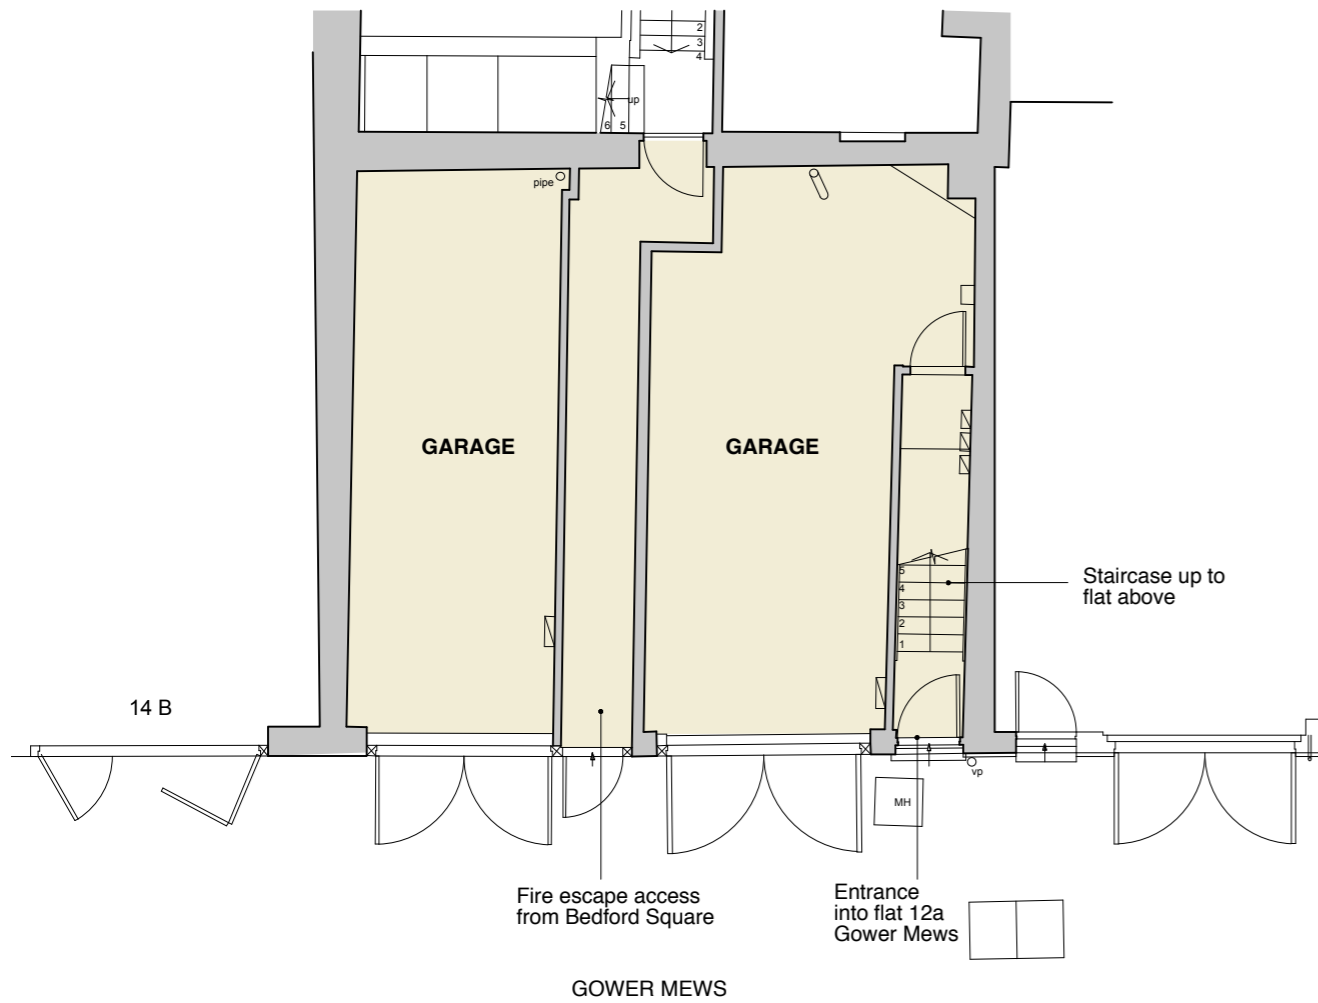 2
3
4
up
6 5
pipe
GARAGE
GARAGE
5
4
3
2
1
Staircase up to
flat above
14 B
vp
MH
Fire escape access
from Bedford Square
Entrance
into flat 12a
Gower Mews
GOWER MEWS